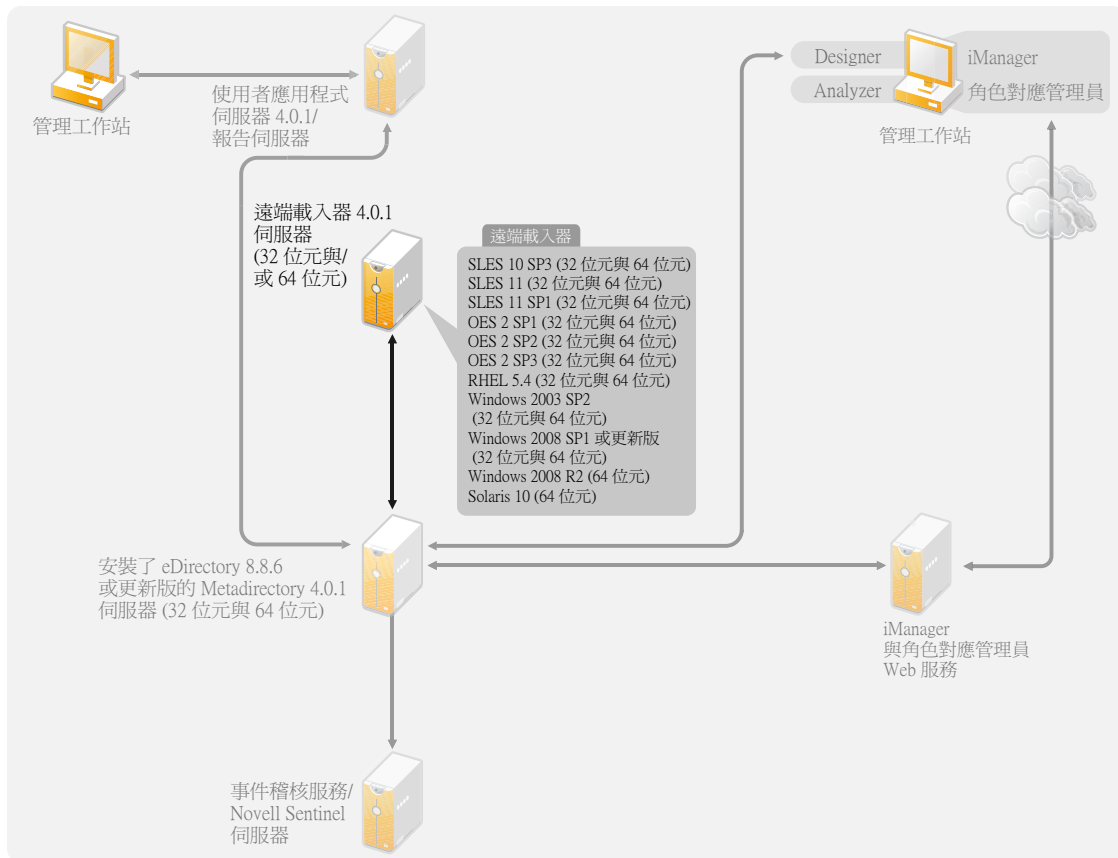 管理工作站
使用者應用程式
伺服器 4.0.1/
報告伺服器
Designer
Analyzer
iManager
角色對應管理員
管理工作站
遠端載入器 4.0.1
伺服器
(32 位元與/
或 64 位元)
遠端載入器
SLES 10 SP3 (32 位元與 64 位元)
SLES 11 (32 位元與 64 位元)
SLES 11 SP1 (32 位元與 64 位元)
OES 2 SP1 (32 位元與 64 位元)
OES 2 SP2 (32 位元與 64 位元)
OES 2 SP3 (32 位元與 64 位元)
RHEL 5.4 (32 位元與 64 位元)
Windows 2003 SP2
(32 位元與 64 位元)
Windows 2008 SP1 或更新版
(32 位元與 64 位元)
Windows 2008 R2 (64 位元)
Solaris 10 (64 位元)
安裝了 eDirectory 8.8.6
或更新版的 Metadirectory 4.0.1
伺服器 (32 位元與 64 位元)
iManager
與角色對應管理員
Web 服務
事件稽核服務/
Novell Sentinel
伺服器